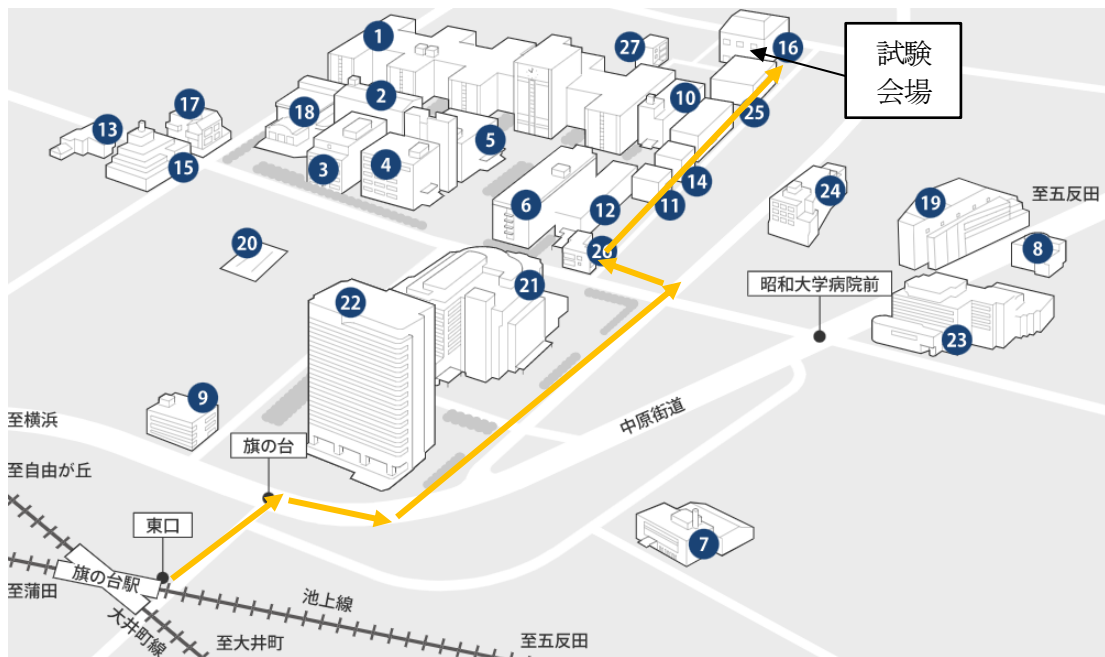 1
27
16
試験
会場
2
10
17
18
25
13
5
15
3
4
14
24
6
12
11
19
至五反田
20
26
8
昭和大学病院前
21
22
23
9
至横浜
中原街道
旗の台
至自由が丘
東口
7
旗の台駅
至蒲田
池上線
大井町線
至大井町
至五反田